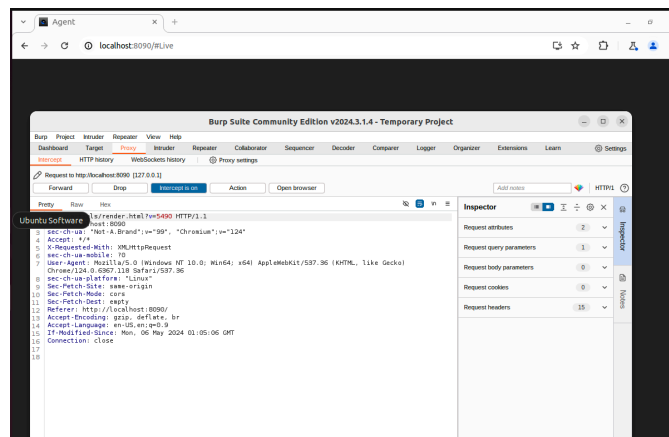 Agent
localhost:8090/#Live
Burp Suite Community Edition v2024.3.1.4 - Temporary Project
Burp Project Intruder Repeater View Help
Dashboard Target Proxy Intruder Repeater Collaborator Sequencer Decoder Comparer Logger Organizer Extensions Learn Settings
Intercept HTTP history WebSockets history Proxy settings
Request to http://localhost:8090 [127.0.0.1]
Forward Drop Intercept is on Action Open browser Add notes HTTP/1
Pretty Raw Hex
Inspector
Ubuntu Software
ls/render.html?v=5490 HTTP/1.1
host:8090
3 sec-ch-ua: "Not-A.Brand";v="99", "Chromium";v="124"
4 Accept: */*
5 X-Requested-With: XMLHttpRequest
6 sec-ch-ua-mobile: ?0
7 User-Agent: Mozilla/5.0 (Windows NT 10.0; Win64; x64) AppleWebKit/537.36 (KHTML, like Gecko)
Chrome/124.0.6367.118 Safari/537.36
8 sec-ch-ua-platform: "Linux"
9 Sec-Fetch-Site: same-origin
10 Sec-Fetch-Mode: cors
11 Sec-Fetch-Dest: empty
12 Referer: http://localhost:8090/
13 Accept-Encoding: gzip, deflate, br
14 Accept-Language: en-US,en;q=0.9
15 If-Modified-Since: Mon, 06 May 2024 01:05:06 GMT
16 Connection: close
17
18
Request attributes 2
Request query parameters 1
Request body parameters 0
Request cookies 0
Request headers 15
Inspector
Notes